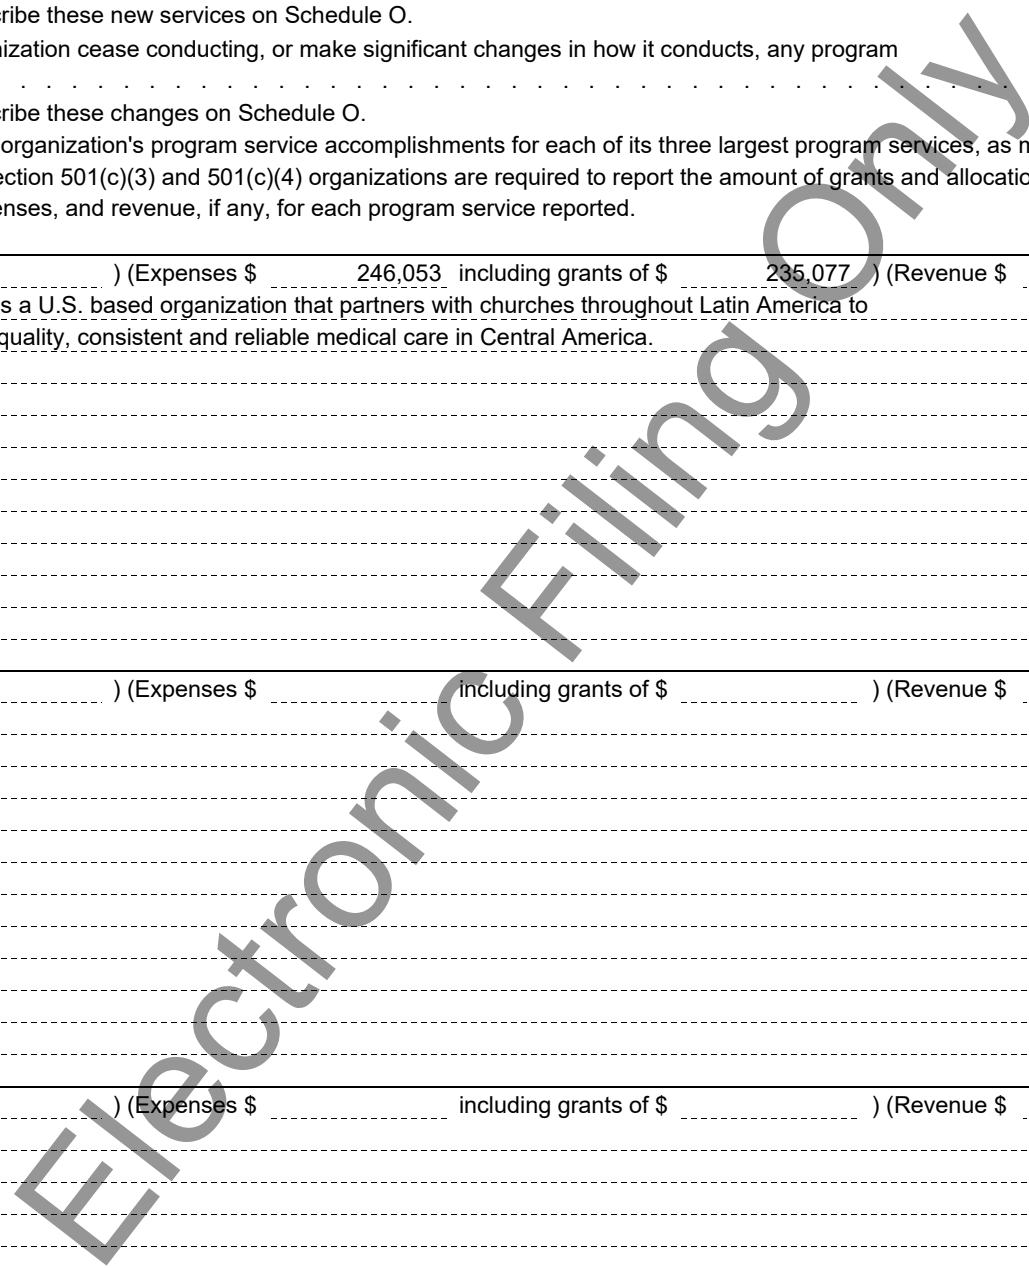 ribe these new services on Schedule O.
nization cease conducting, or make significant changes in how it conducts, any program
. . . . . . . . . . . . . . . . . . . . . . . . . . . . . . . . . . . . . . .
ribe these changes on Schedule O.
organization's program service accomplishments for each of its three largest program services, as m
ection 501(c)(3) and 501(c)(4) organizations are required to report the amount of grants and allocatio
enses, and revenue, if any, for each program service reported.
) (Expenses $ 246,053 including grants of $ 235,077 ) (Revenue $
s a U.S. based organization that partners with churches throughout Latin America to
quality, consistent and reliable medical care in Central America.
) (Expenses $ including grants of $ ) (Revenue $
) (Expenses $ including grants of $ ) (Revenue $
Electronic Filing Only